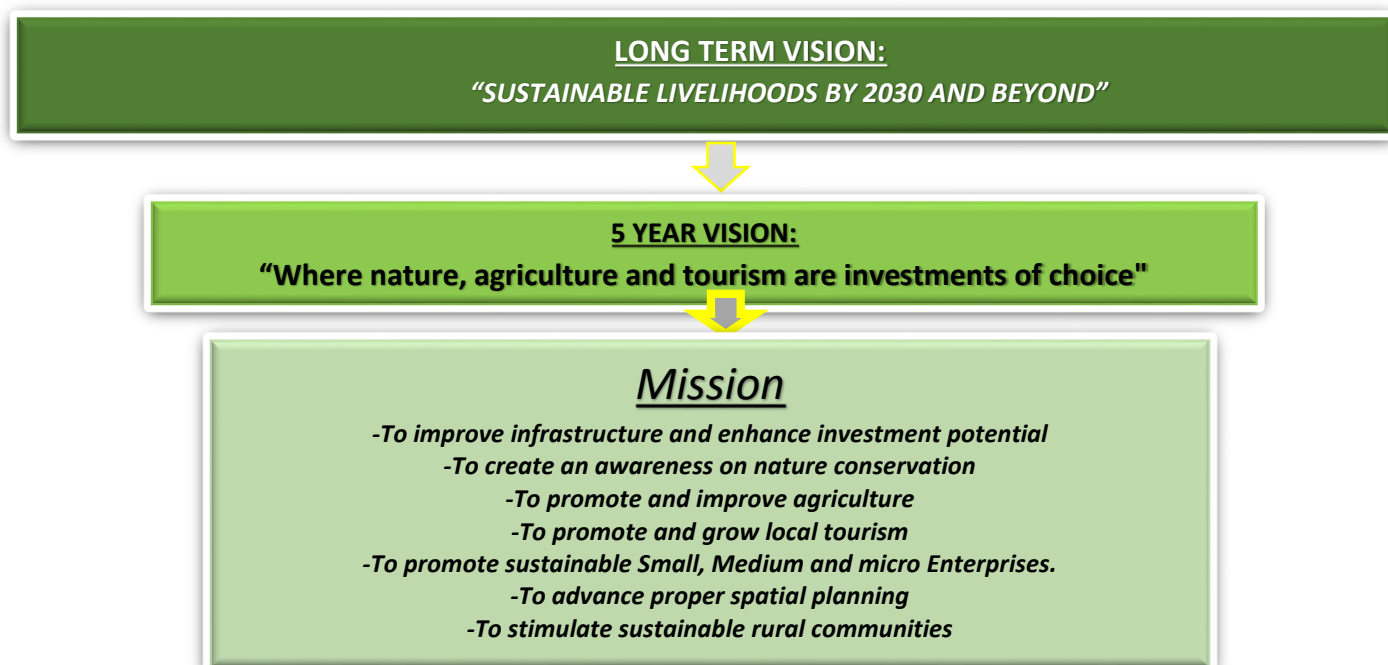 LONG TERM VISION:
“SUSTAINABLE LIVELIHOODS BY 2030 AND BEYOND”
5 YEAR VISION:
“Where nature, agriculture and tourism are investments of choice"
Mission
-To improve infrastructure and enhance investment potential
-To create an awareness on nature conservation
-To promote and improve agriculture
-To promote and grow local tourism
-To promote sustainable Small, Medium and micro Enterprises.
-To advance proper spatial planning
-To stimulate sustainable rural communities